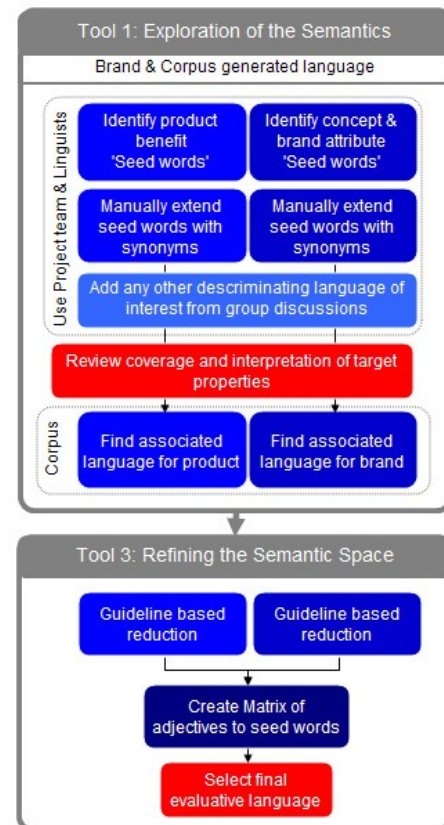 Tool 1: Exploration of the Semantics
Brand & Corpus generated language
Use Project team & Linguists
Identify product
benefit
'Seed words'
Identify concept &
brand attribute
'Seed words'
Manually extend
seed words with
synonyms
Manually extend
seed words with
synonyms
Add any other descriminating language of
interest from group discussions
Review coverage and interpretation of target
properties
Corpus
Find associated
language for product
Find associated
language for brand
Tool 3: Refining the Semantic Space
Guideline based
reduction
Guideline based
reduction
Create Matrix of
adjectives to seed words
Select final
evaluative language